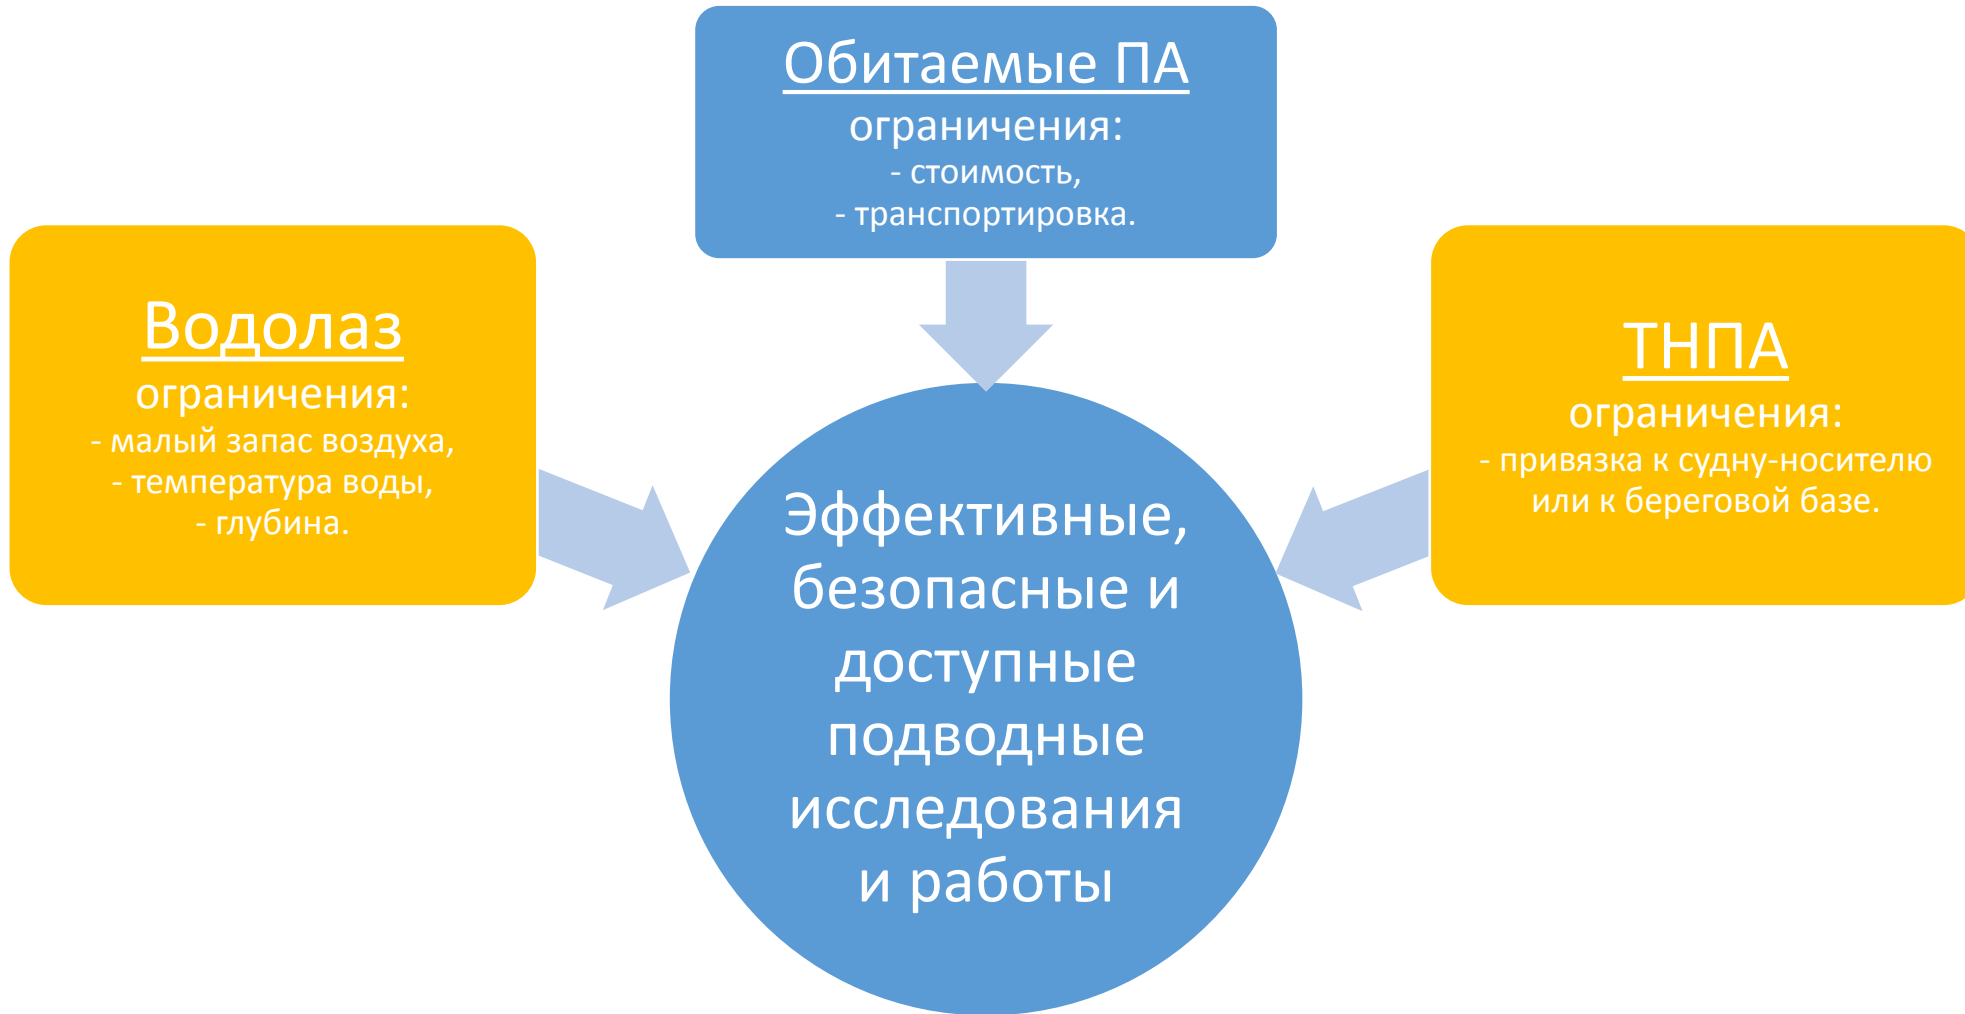 Обитаемые ПА
ограничения:
- стоимость,
- транспортировка.
Водолаз
ограничения:
- малый запас воздуха,
- температура воды,
- глубина.
ТНПА
ограничения:
- привязка к судну-носителю
или к береговой базе.
Эффективные,
безопасные и
доступные
подводные
исследования
и работы